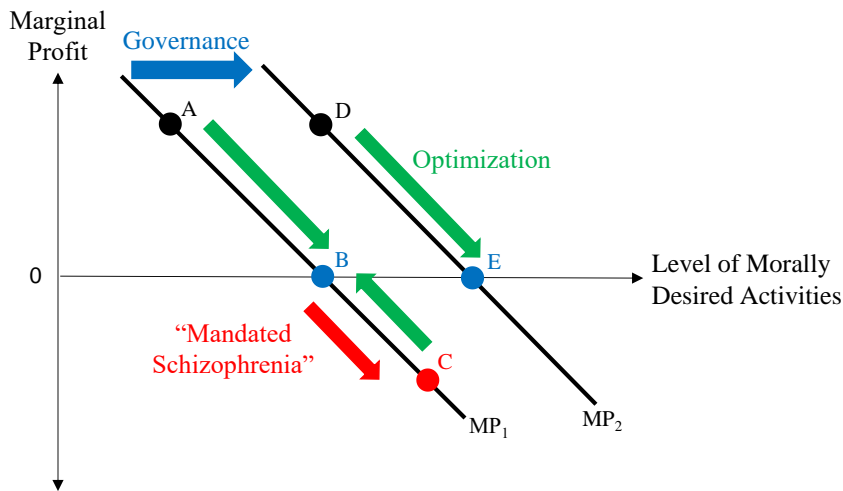 Marginal
Profit
Governance
A
D
Optimization
B
E
0
Level of Morally
Desired Activities
“Mandated
Schizophrenia”
C
MP₁
MP₂